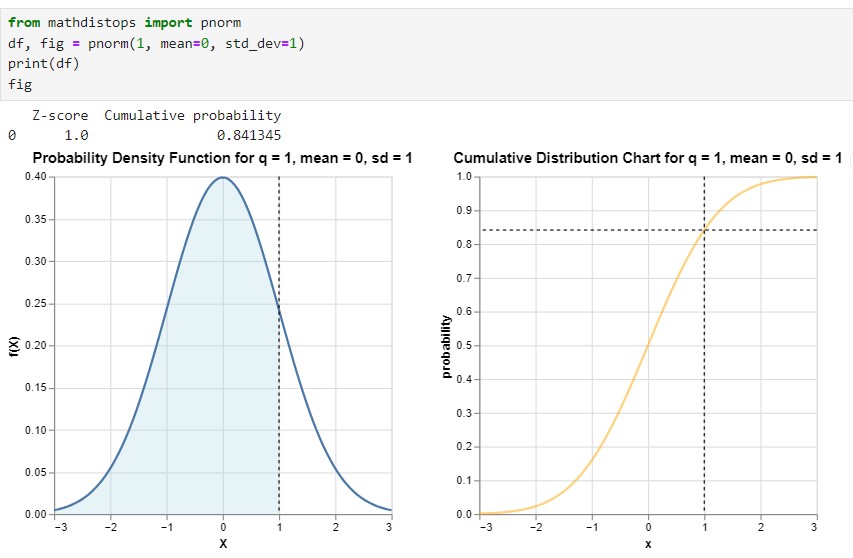 from mathdistops import pnorm
df, fig = pnorm(1, mean=0, std_dev=1)
print(df)
fig
Z-score Cumulative probability
0 1.0 0.841345
Probability Density Function for q = 1, mean = 0, sd = 1
0.40
0.35
0.30
0.25
0.20
0.15
0.10
0.05
0.00
f(X)
−3 −2 −1 0 1 2 3
X
Cumulative Distribution Chart for q = 1, mean = 0, sd = 1
1.0
0.9
0.8
0.7
0.6
0.5
0.4
0.3
0.2
0.1
0.0
probability
−3 −2 −1 0 1 2 3
x